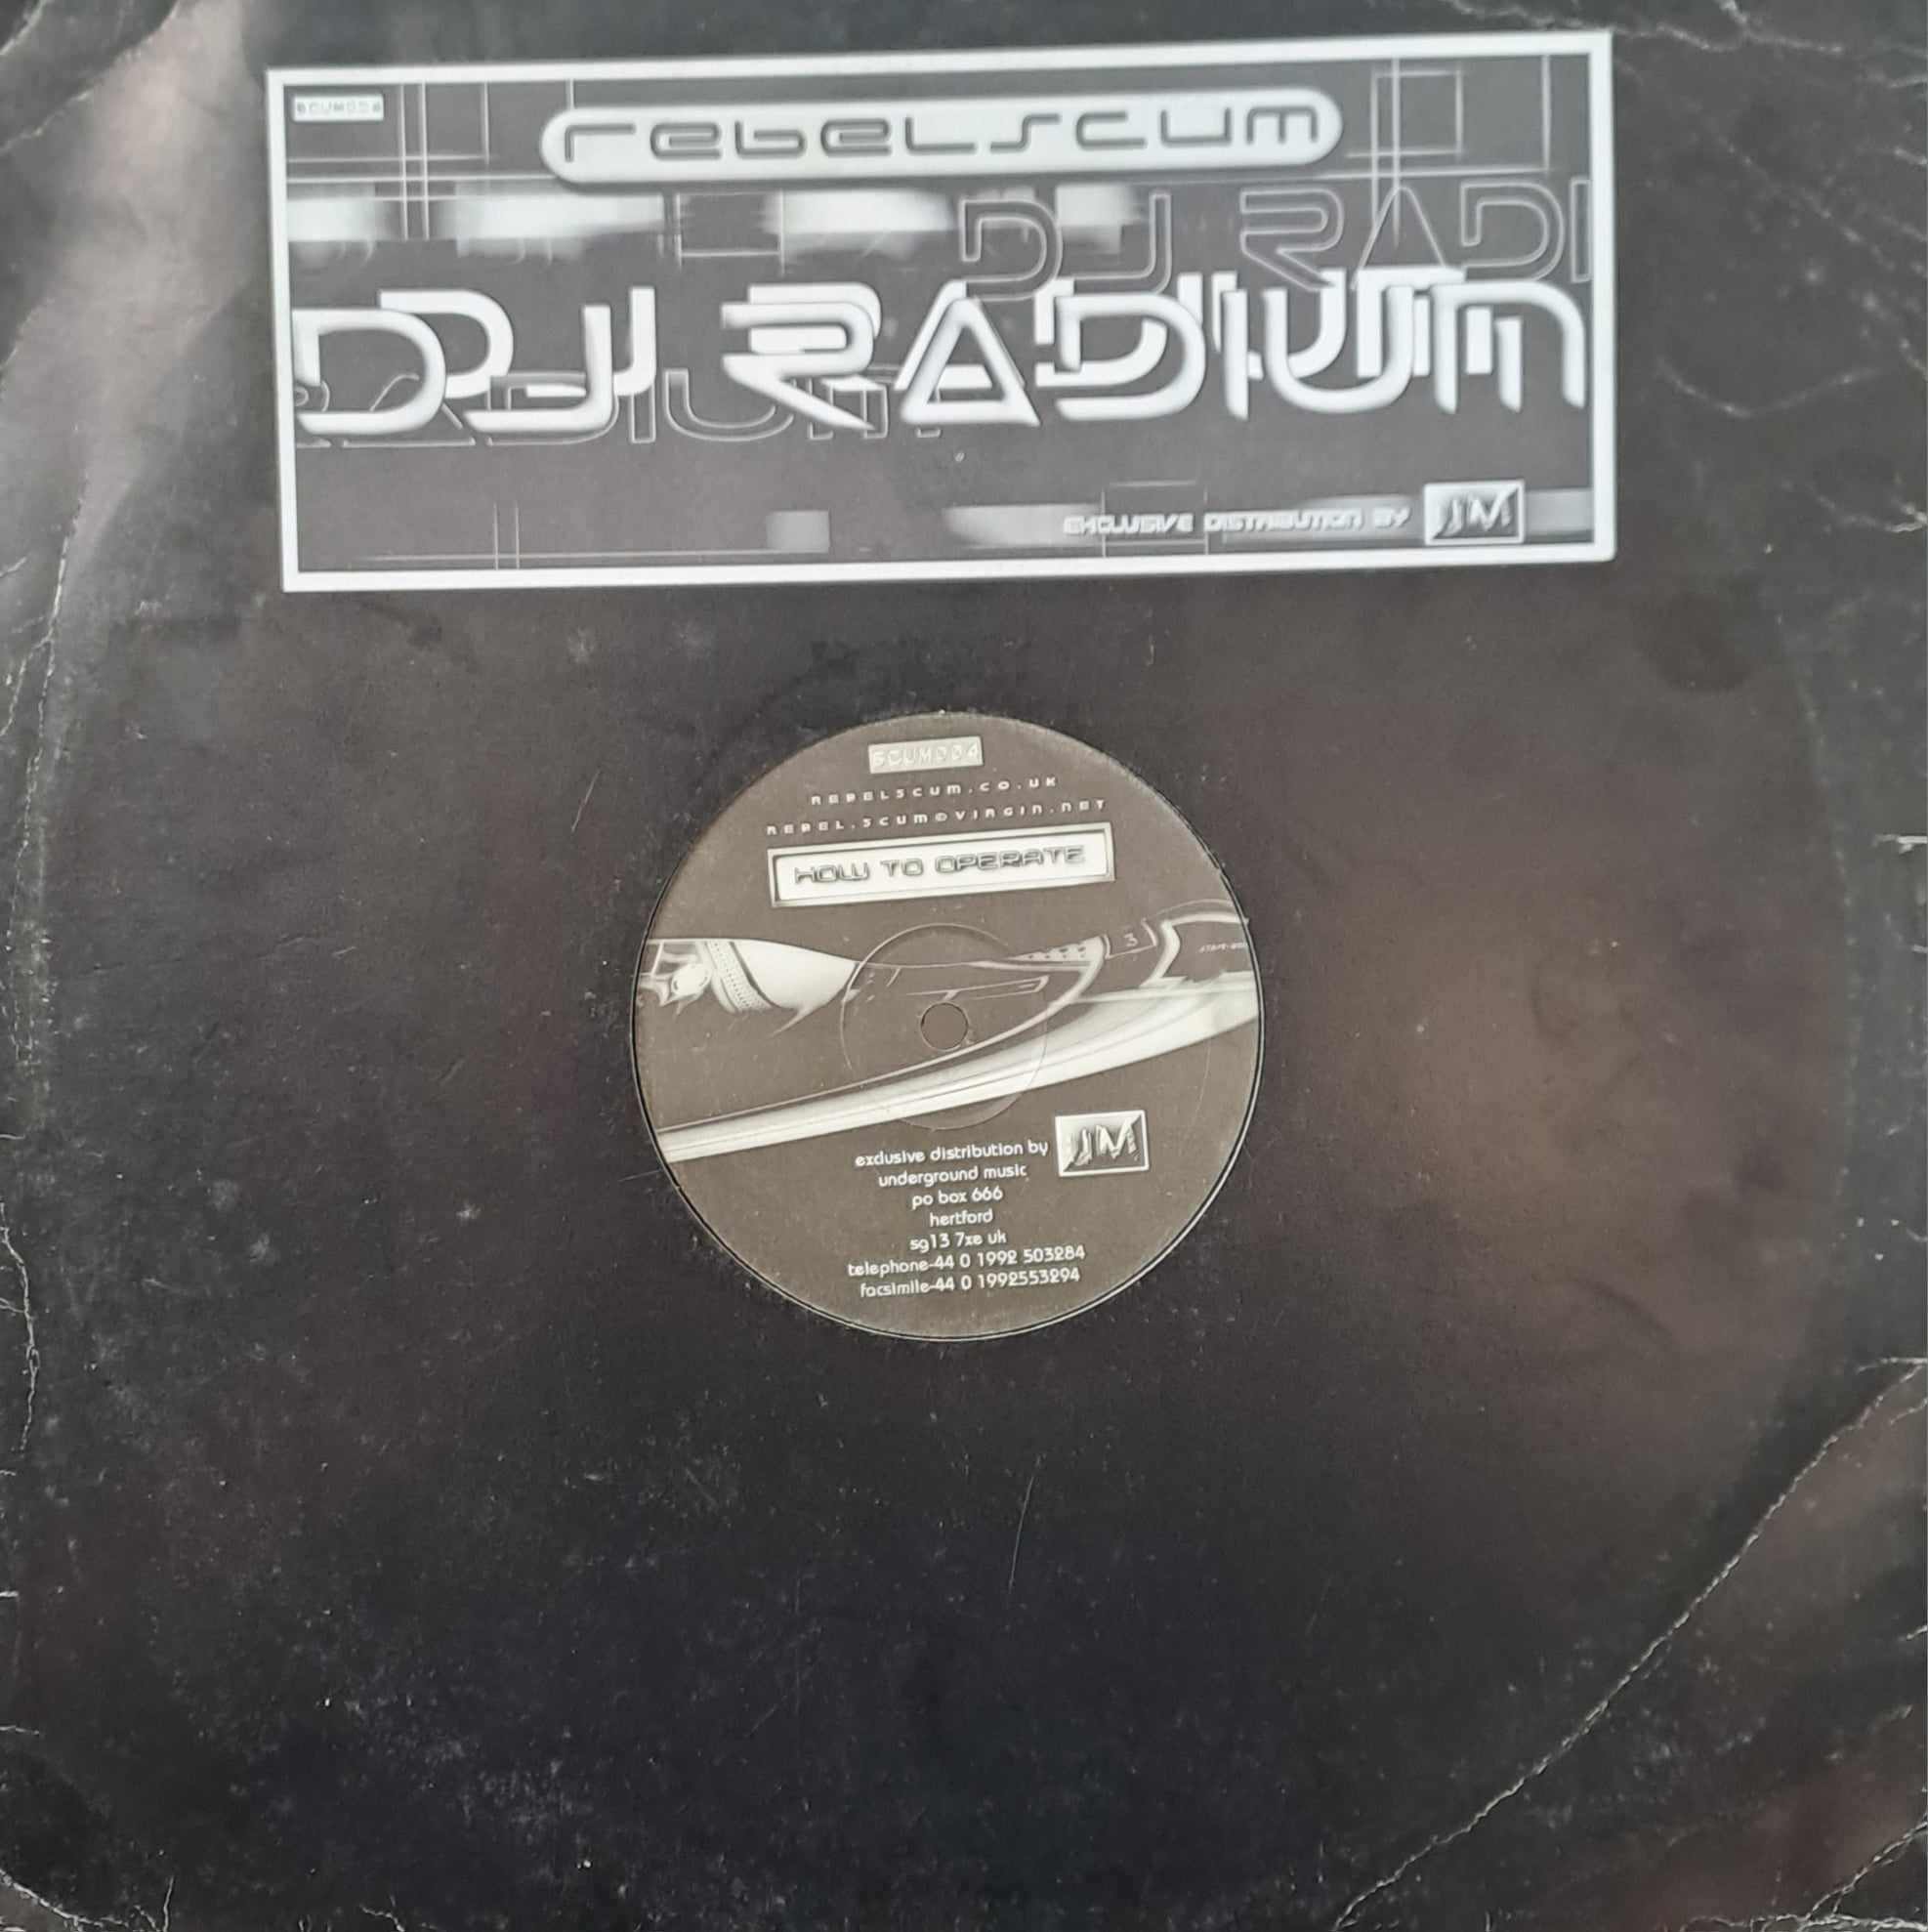 rebelscum
DJ RADI
DJ RADIUM
RADIUM
EXCLUSIVE DISTRIBUTION BY UM
SCUM004
REBELSCUM.CO.UK
REBEL.SCUM@VIRGIN.NET
HOW TO OPERATE
3
exclusive distribution by UM
underground music
po box 666
hertford
sg13 7xe uk
telephone-44 0 1992 503284
facsimile-44 0 1992553294